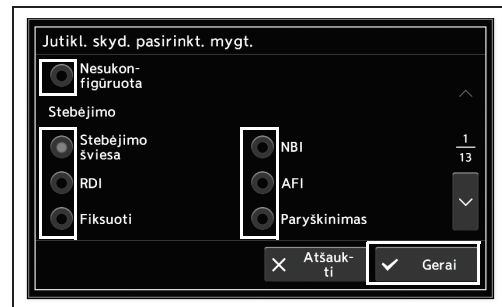 Jutikl. skyd. pasirinkt. mygt.
Nesukon-
figūruota
Stebėjimo
Stebėjimo
šviesa
NBI
1
13
RDI
AFI
Fiksuoti
Paryškinimas
Atšauk-
ti
Gerai